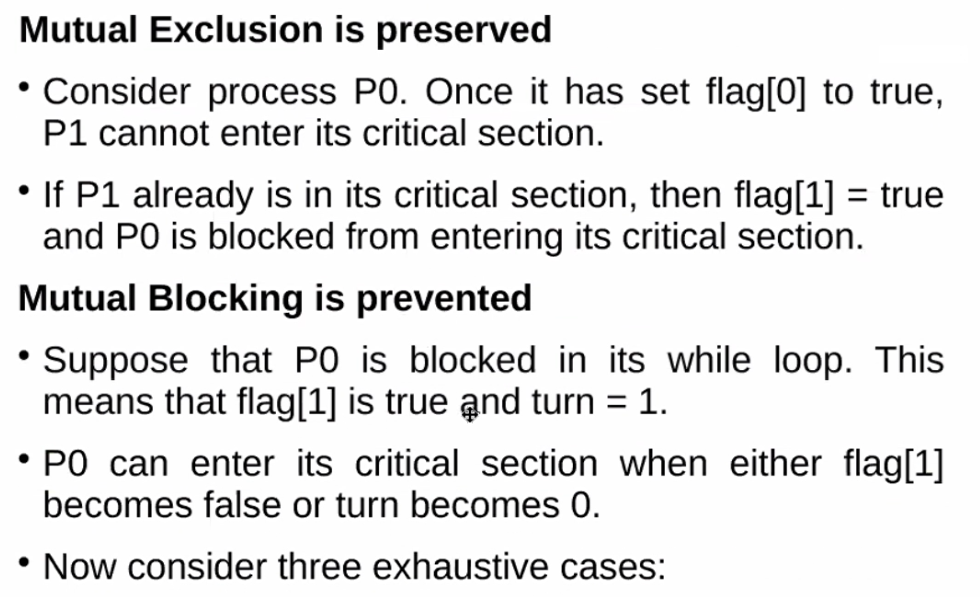 Mutual Exclusion is preserved
• Consider process P0. Once it has set flag[0] to true,
P1 cannot enter its critical section.
• If P1 already is in its critical section, then flag[1] = true
and P0 is blocked from entering its critical section.
Mutual Blocking is prevented
• Suppose that P0 is blocked in its while loop. This
means that flag[1] is true and turn = 1.
• P0 can enter its critical section when either flag[1]
becomes false or turn becomes 0.
• Now consider three exhaustive cases: